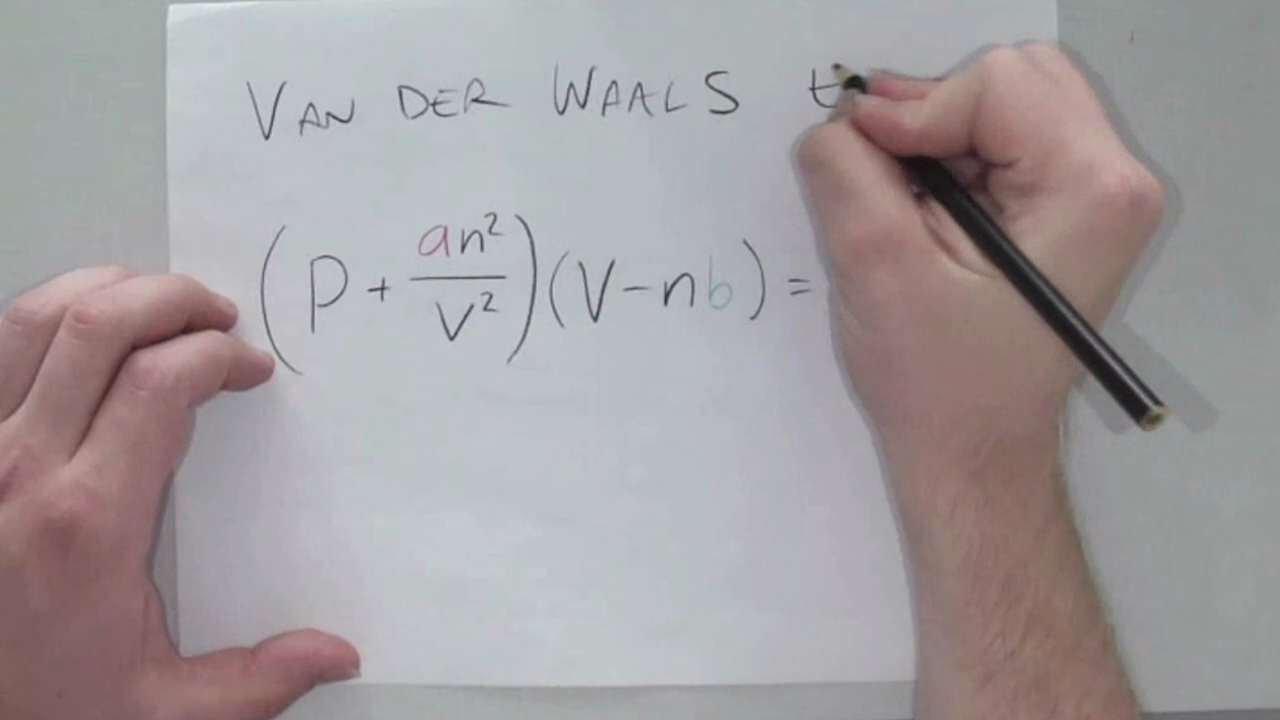 VAN DER WAALS E
(P + an²/V²)(V - nb) =